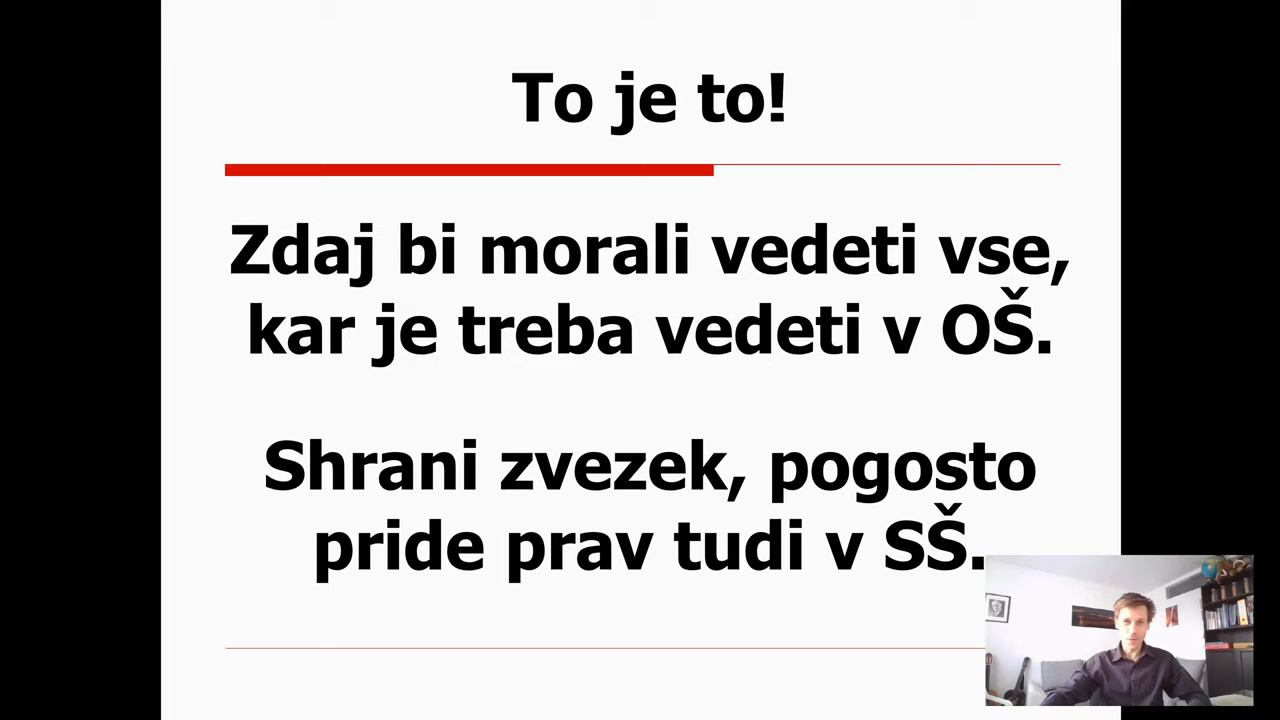 To je to!
Zdaj bi morali vedeti vse,
kar je treba vedeti v OŠ.
Shrani zvezek, pogosto
pride prav tudi v SŠ.